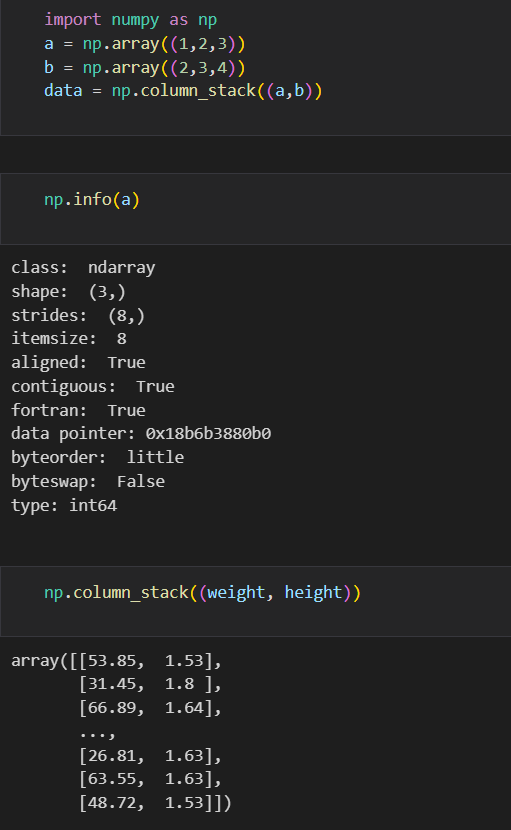 import numpy as np
a = np.array((1,2,3))
b = np.array((2,3,4))
data = np.column_stack((a,b))
np.info(a)
class:  ndarray
shape:  (3,)
strides:  (8,)
itemsize:  8
aligned:  True
contiguous:  True
fortran:  True
data pointer: 0x18b6b3880b0
byteorder:  little
byteswap:  False
type: int64
np.column_stack((weight, height))
array([[53.85,  1.53],
       [31.45,  1.8 ],
       [66.89,  1.64],
       ...,
       [26.81,  1.63],
       [63.55,  1.63],
       [48.72,  1.53]])